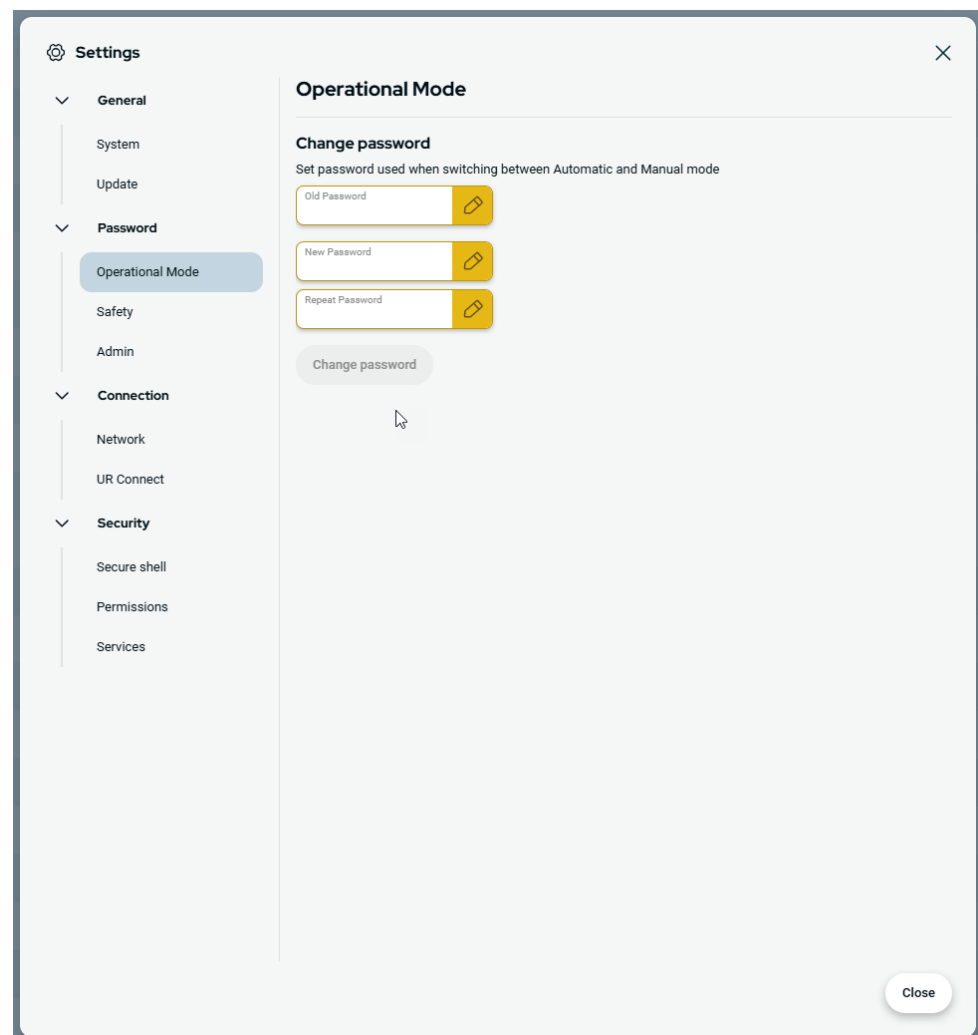 Settings
General
System
Update
Password
Operational Mode
Safety
Admin
Connection
Network
UR Connect
Security
Secure shell
Permissions
Services
Operational Mode
Change password
Set password used when switching between Automatic and Manual mode
Old Password
New Password
Repeat Password
Change password
Close